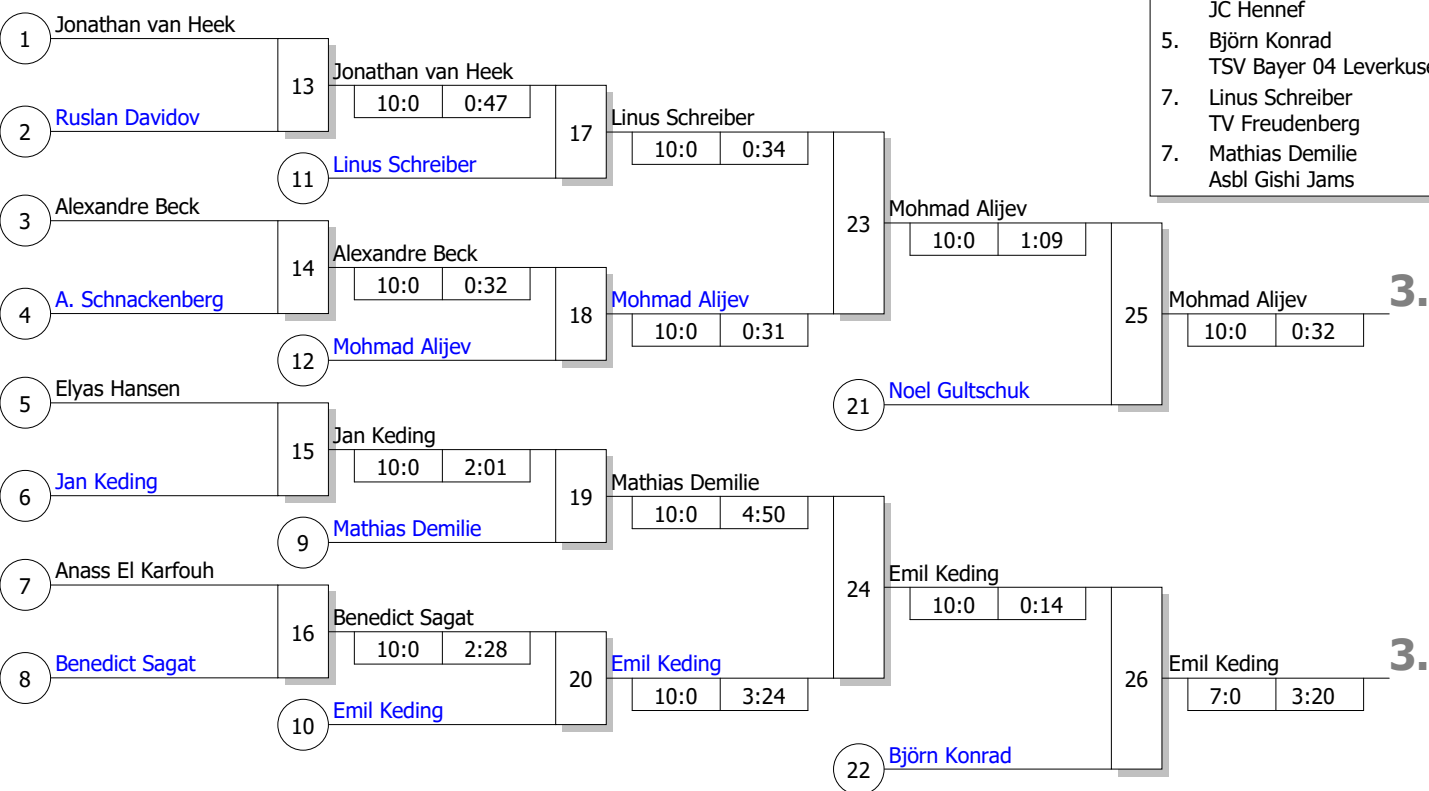 JC Hennef
5. Björn Konrad
TSV Bayer 04 Leverkuse
7. Linus Schreiber
TV Freudenberg
7. Mathias Demilie
Asbl Gishi Jams
1 Jonathan van Heek
13
Jonathan van Heek
10:0 0:47
2 Ruslan Davidov
17
Linus Schreiber
10:0 0:34
11 Linus Schreiber
3 Alexandre Beck
23
Mohmad Alijev
10:0 1:09
14
Alexandre Beck
10:0 0:32
4 A. Schnackenberg
18
Mohmad Alijev
10:0 0:31
25
Mohmad Alijev 3.
10:0 0:32
12 Mohmad Alijev
5 Elyas Hansen
21 Noel Gultschuk
15
Jan Keding
10:0 2:01
6 Jan Keding
19
Mathias Demilie
10:0 4:50
9 Mathias Demilie
7 Anass El Karfouh
24
Emil Keding
10:0 0:14
16
Benedict Sagat
10:0 2:28
8 Benedict Sagat
20
Emil Keding
10:0 3:24
26
Emil Keding 3.
7:0 3:20
10 Emil Keding
22 Björn Konrad